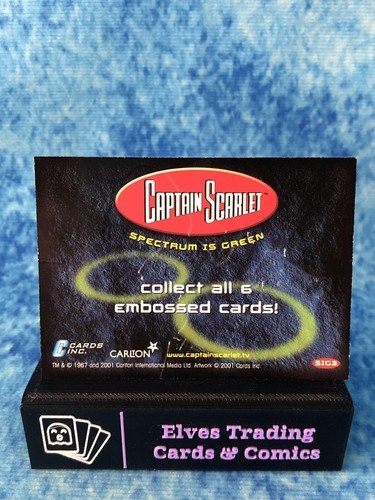 CAPTAIN SCARLET™
SPECTRUM IS GREEN
collect all 6
embossed cards!
CARDS INC.
CARLTON
www.captainscarlet.tv
TM & © 1967 and 2001 Carlton International Media Ltd. Artwork © 2001 Cards Inc.
SIG3
Elves Trading
Cards & Comics